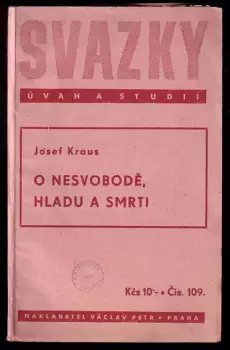 SVAZKY
ÚVAH A STUDIÍ
Josef Kraus
O NESVOBODĚ,
HLADU A SMRTI
Kčs 10·- • Čís. 109.
NAKLADATEL VÁCLAV PETR • PRAHA